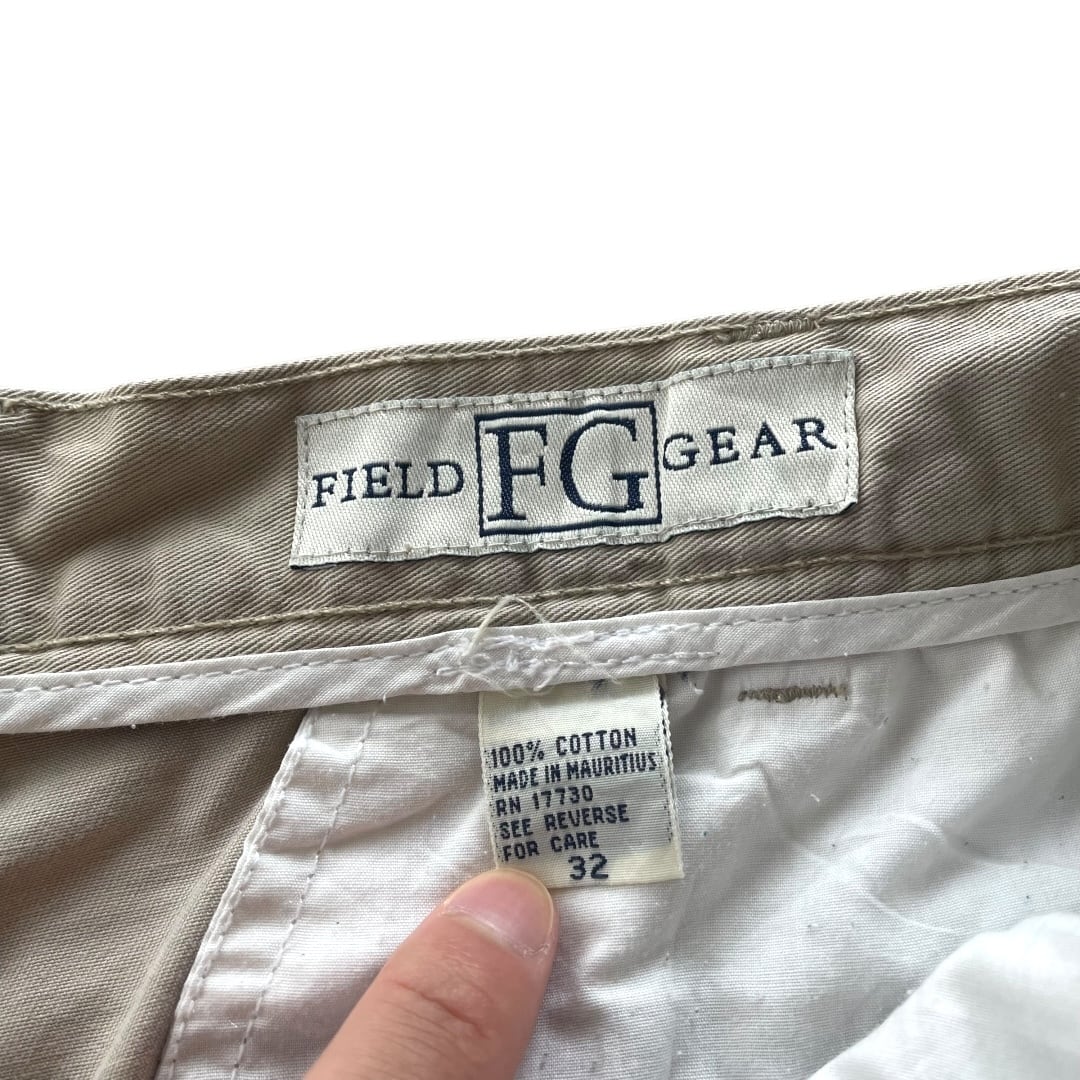 FIELD FG GEAR
100% COTTON
MADE IN MAURITIUS
RN 17730
SEE REVERSE
FOR CARE
32